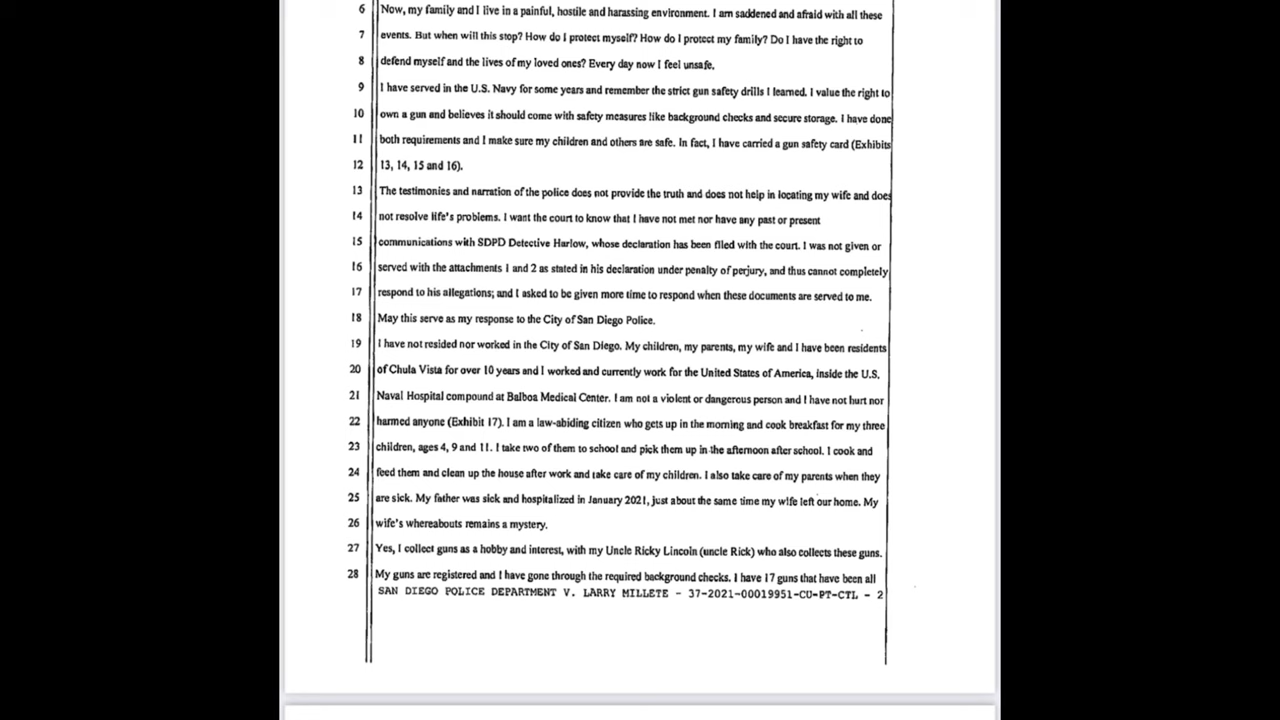 6 Now, my family and I live in a painful, hostile and harassing environment. I am saddened and afraid with all these
7 events. But when will this stop? How do I protect myself? How do I protect my family? Do I have the right to
8 defend myself and the lives of my loved ones? Every day now I feel unsafe.
9 I have served in the U.S. Navy for some years and remember the strict gun safety drills I learned. I value the right to
10 own a gun and believes it should come with safety measures like background checks and secure storage. I have done
11 both requirements and I make sure my children and others are safe. In fact, I have carried a gun safety card (Exhibits
12 13, 14, 15 and 16).
13 The testimonies and narration of the police does not provide the truth and does not help in locating my wife and does
14 not resolve life's problems. I want the court to know that I have not met nor have any past or present
15 communications with SDPD Detective Harlow, whose declaration has been filed with the court. I was not given or
16 served with the attachments 1 and 2 as stated in his declaration under penalty of perjury, and thus cannot completely
17 respond to his allegations; and I asked to be given more time to respond when these documents are served to me.
18 May this serve as my response to the City of San Diego Police.
19 I have not resided nor worked in the City of San Diego. My children, my parents, my wife and I have been residents
20 of Chula Vista for over 10 years and I worked and currently work for the United States of America, inside the U.S.
21 Naval Hospital compound at Balboa Medical Center. I am not a violent or dangerous person and I have not hurt nor
22 harmed anyone (Exhibit 17). I am a law-abiding citizen who gets up in the morning and cook breakfast for my three
23 children, ages 4, 9 and 11. I take two of them to school and pick them up in the afternoon after school. I cook and
24 feed them and clean up the house after work and take care of my children. I also take care of my parents when they
25 are sick. My father was sick and hospitalized in January 2021, just about the same time my wife left our home. My
26 wife's whereabouts remains a mystery.
27 Yes, I collect guns as a hobby and interest, with my Uncle Ricky Lincoln (uncle Rick) who also collects these guns.
28 My guns are registered and I have gone through the required background checks. I have 17 guns that have been all
SAN DIEGO POLICE DEPARTMENT V. LARRY MILLETE - 37-2021-00019951-CU-PT-CTL - 2